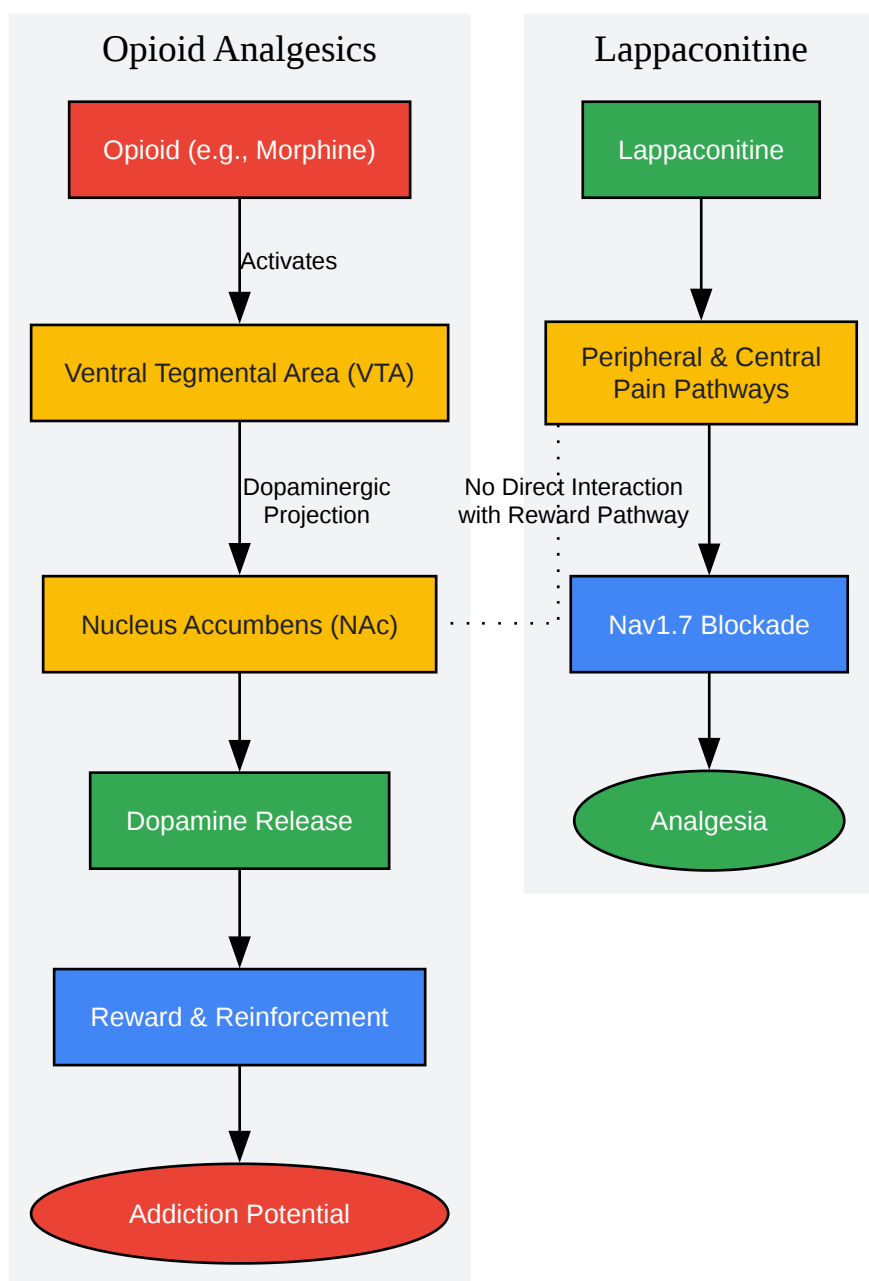 Opioid Analgesics
Opioid (e.g., Morphine)
Activates
Ventral Tegmental Area (VTA)
Dopaminergic
Projection
Nucleus Accumbens (NAc)
Dopamine Release
Reward & Reinforcement
Addiction Potential
Lappaconitine
Lappaconitine
Peripheral & Central
Pain Pathways
No Direct Interaction
with Reward Pathway
Nav1.7 Blockade
Analgesia